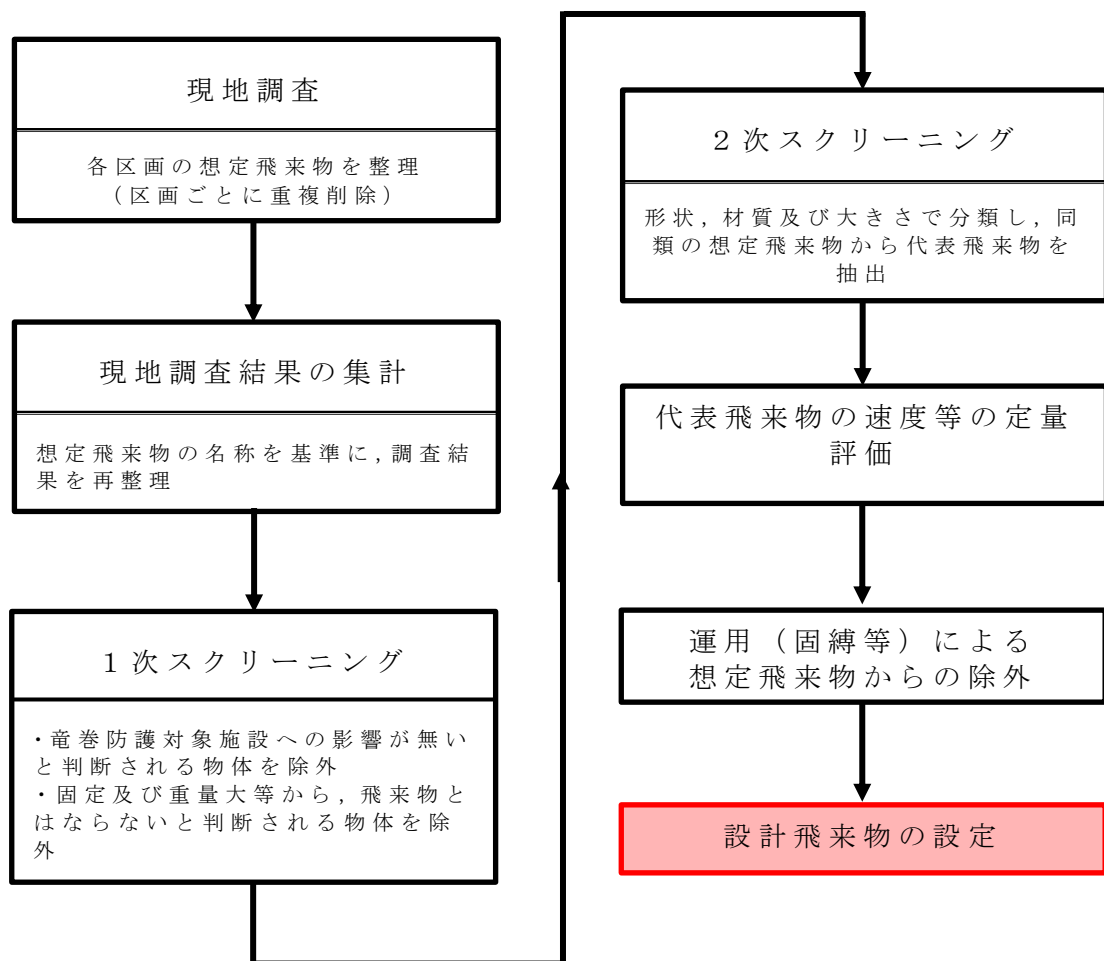 現地調査
各区画の想定飛来物を整理
(区画ごとに重複削除)
現地調査結果の集計
想定飛来物の名称を基準に,調査結
果を再整理
1次スクリーニング
・竜巻防護対象施設への影響が無い
と判断される物体を除外
・固定及び重量大等から,飛来物と
はならないと判断される物体を除
外
2次スクリーニング
形状,材質及び大きさで分類し,同
類の想定飛来物から代表飛来物を
抽出
代表飛来物の速度等の定量
評価
運用(固縛等)による
想定飛来物からの除外
設計飛来物の設定